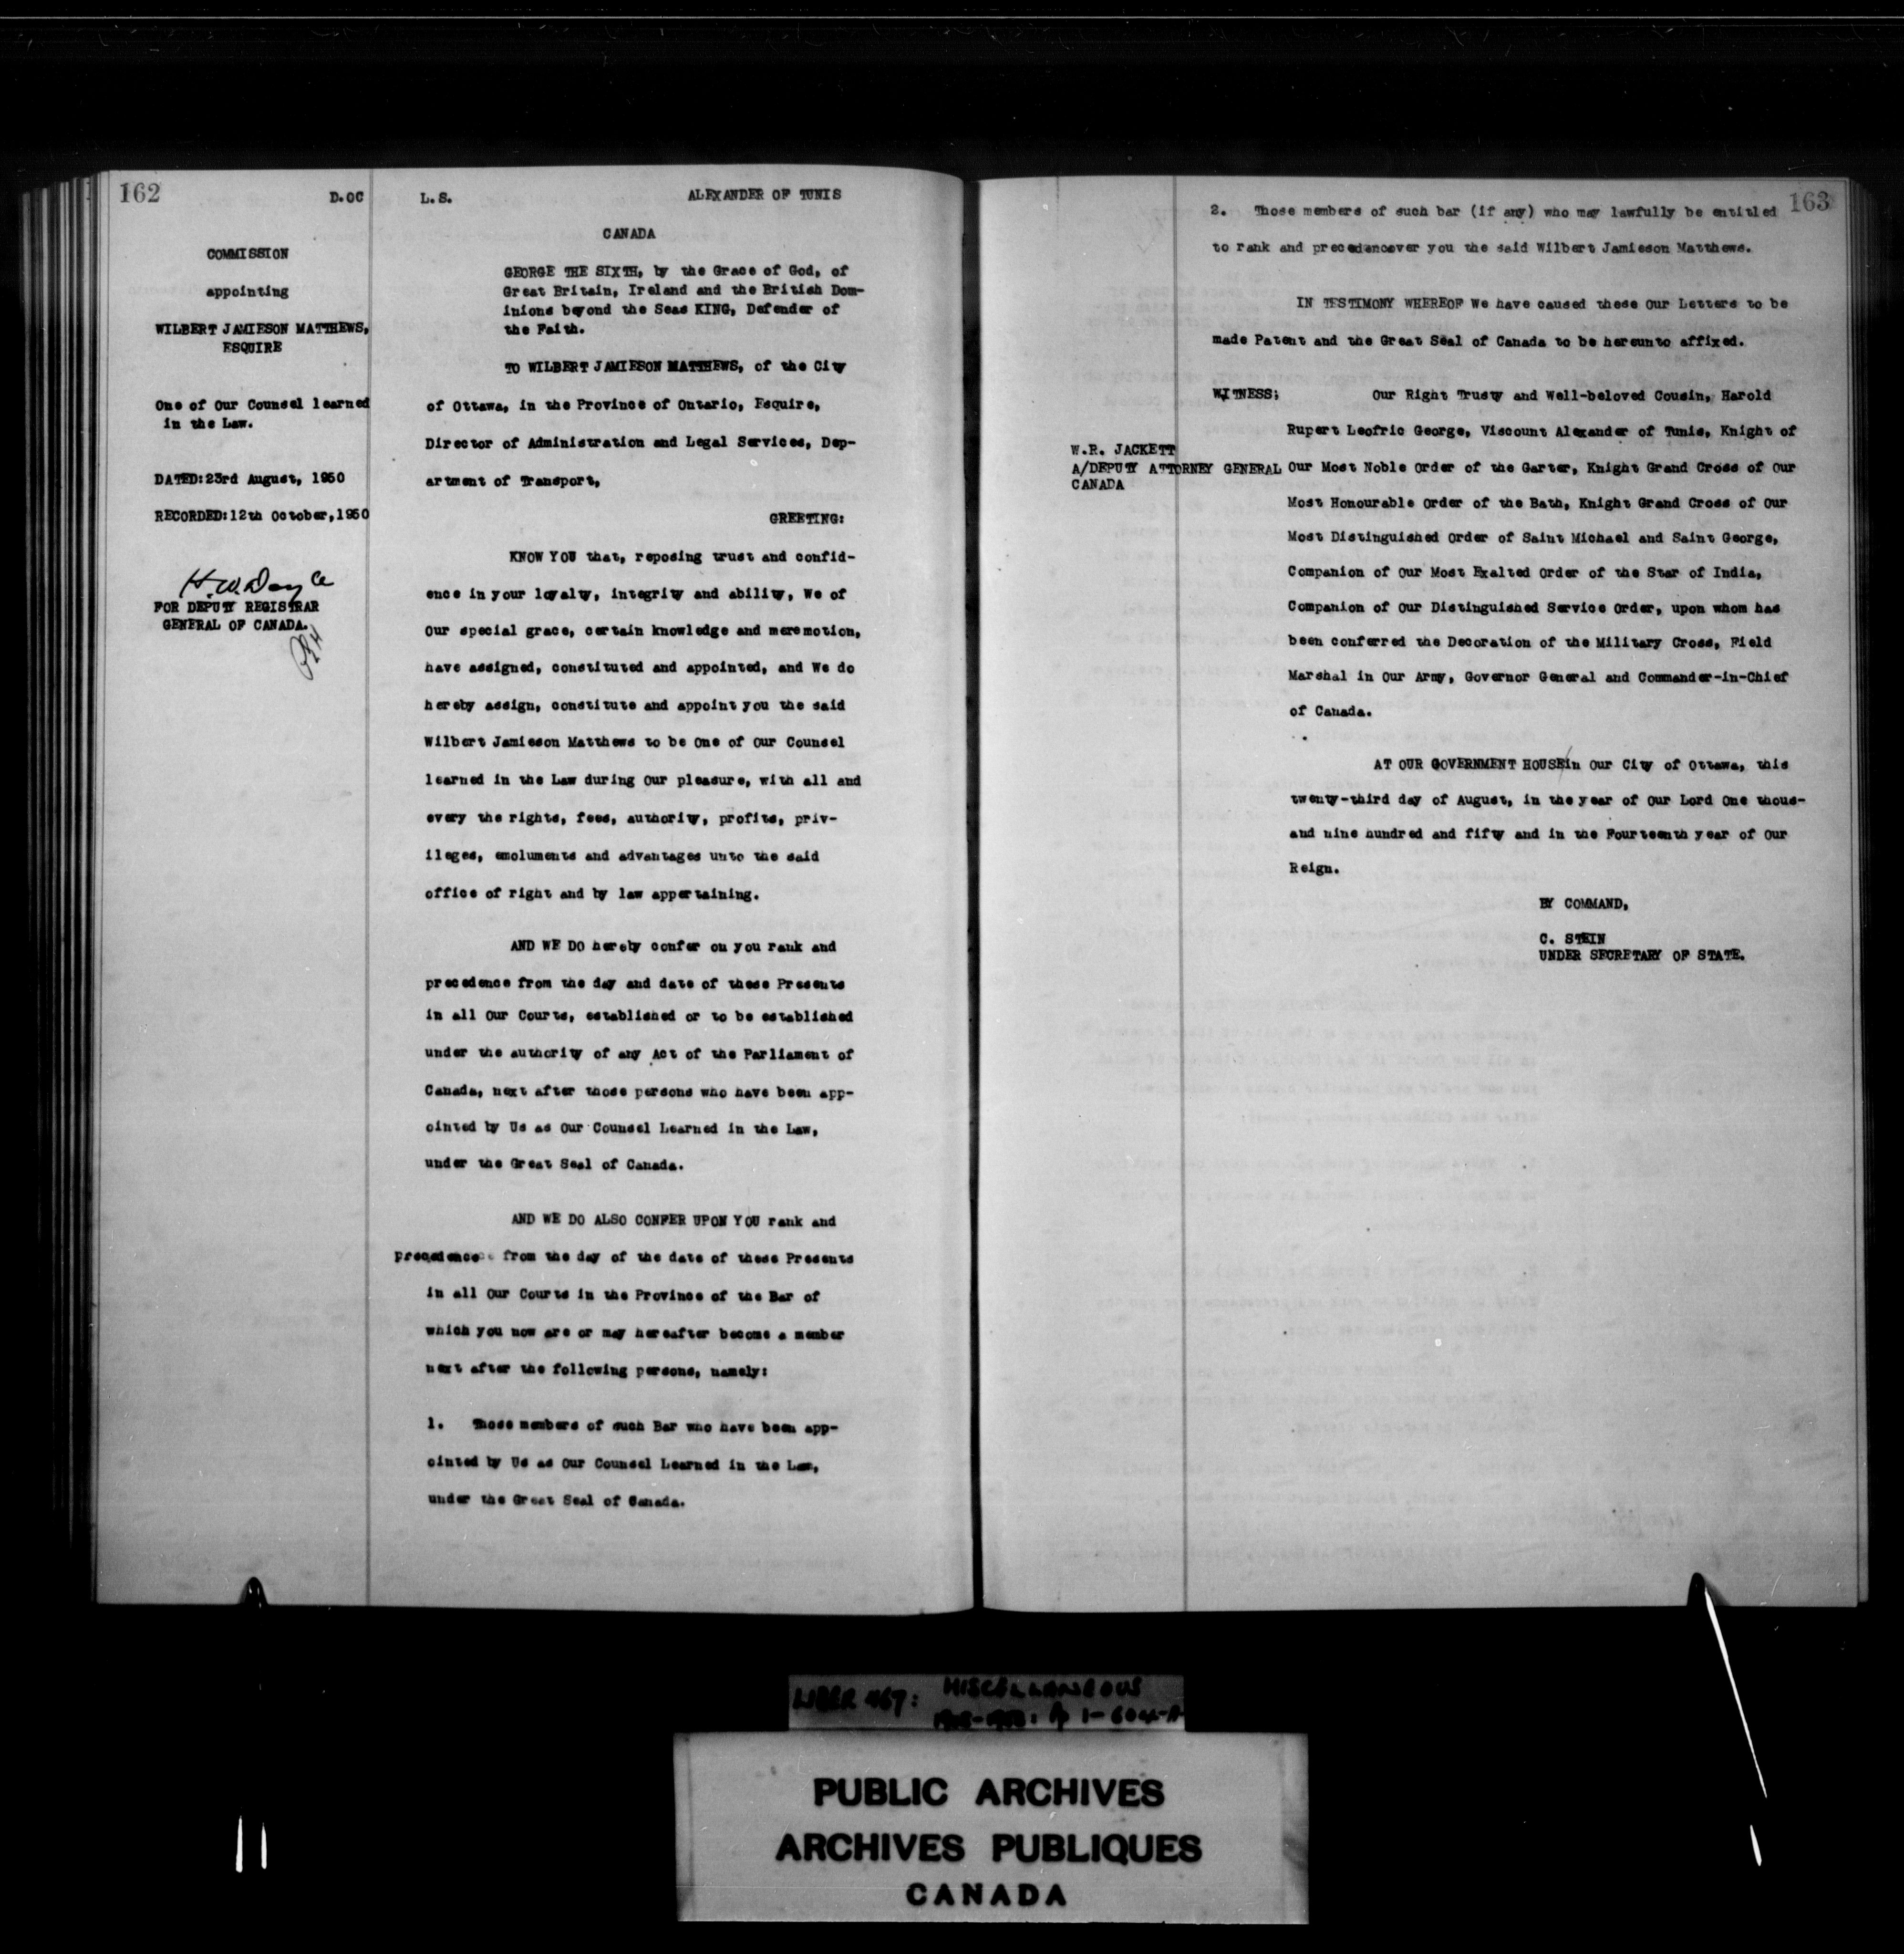 162
D.OC
COMMISSION
appointing
WILBERT JAMIESON MATTHEWS,
ESQUIRE
One of Our Counsel learned
in the Law.
DATED:23rd August, 1950
RECORDED:12th October,1950
FOR DEPUTY REGISTRAR
GENERAL OF CANADA.
L.S.
ALEXANDER OF TUNIS
CANADA
GEORGE THE SIXTH, by the Grace of God, of
Great Britain, Ireland and the British Dom-
inions beyond the Seas KING, Defender of
the Faith.
TO WILBERT JAMIESON MATTHEWS, of the City
of Ottawa, in the Province of Ontario, Esquire,
Director of Administration and Legal Services, Dep-
artment of Transport,
GREETING:
KNOW YOU that, reposing trust and confid-
ence in your loyalty, integrity and ability, We of
Our special grace, certain knowledge and meremotion,
have assigned, constituted and appointed, and We do
hereby assign, constitute and appoint you the said
Wilbert Jamieson Matthews to be One of Our Counsel
learned in the Law during Our pleasure, with all and
every the rights, fees, authority, profits, priv-
ileges, emoluments and advantages unto the said
office of right and by law appertaining.
AND WE DO hereby confer on you rank and
precedence from the day and date of these Presents
in all Our Courts, established or to be established
under the authority of any Act of the Parliament of
Canada, next after those persons who have been app-
ointed by Us as Our Counsel Learned in the Law,
under the Great Seal of Canada.
AND WE DO ALSO CONFER UPON YOU rank and
precedence from the day of the date of these Presents
in all Our Courts in the Province of the Bar of
which you now are or may hereafter become a member
next after the following persons, namely:
1. Those members of such Bar who have been app-
ointed by Us as Our Counsel Learned in the Law,
under the Great Seal of Canada.
163
2. Those members of such bar (if any) who may lawfully be entitled
to rank and precedencever you the said Wilbert Jamieson Matthews.
IN TESTIMONY WHEREOF We have caused these Our Letters to be
made Patent and the Great Seal of Canada to be hereunto affixed.
WITNESS; Our Right Trusty and Well-beloved Cousin, Harold
Rupert Leofric George, Viscount Alexander of Tunis, Knight of
W.R. JACKETT
A/DEPUTY ATTORNEY GENERAL
CANADA
Our Most Noble Order of the Garter, Knight Grand Cross of Our
Most Honourable Order of the Bath, Knight Grand Cross of Our
Most Distinguished Order of Saint Michael and Saint George,
Companion of Our Most Exalted Order of the Star of India,
Companion of Our Distinguished Service Order, upon whom has
been conferred the Decoration of the Military Cross, Field
Marshal in Our Army, Governor General and Commander-in-Chief
of Canada.
AT OUR GOVERNMENT HOUSE/in Our City of Ottawa, this
twenty-third day of August, in the year of Our Lord One thous-
and nine hundred and fifty and in the Fourteenth year of Our
Reign.
BY COMMAND,
C. STEIN
UNDER SECRETARY OF STATE.
LIBER 467: MISCELLANEOUS
PUBLIC ARCHIVES
ARCHIVES PUBLIQUES
CANADA